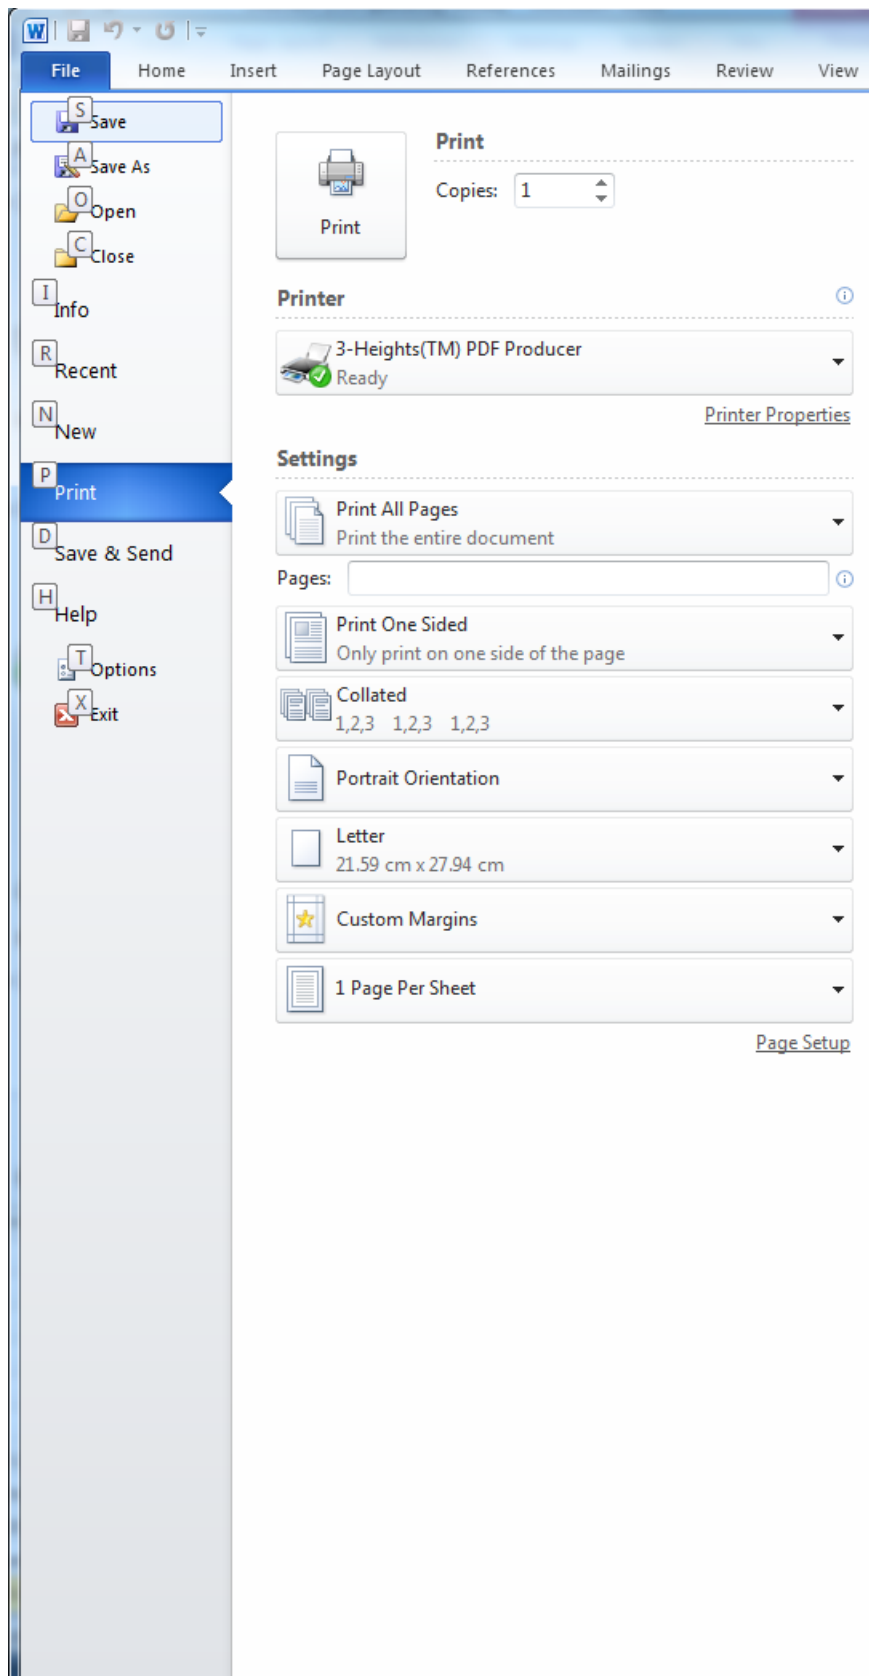 W
File Home Insert Page Layout References Mailings Review View
S Save
A Save As
O Open
C Close
I Info
R Recent
N New
P Print
D Save & Send
H Help
T Options
X Exit
Print
Print
Copies: 1
Printer
3-Heights(TM) PDF Producer
Ready
Printer Properties
Settings
Print All Pages
Print the entire document
Pages:
Print One Sided
Only print on one side of the page
Collated
1,2,3 1,2,3 1,2,3
Portrait Orientation
Letter
21.59 cm x 27.94 cm
Custom Margins
1 Page Per Sheet
Page Setup